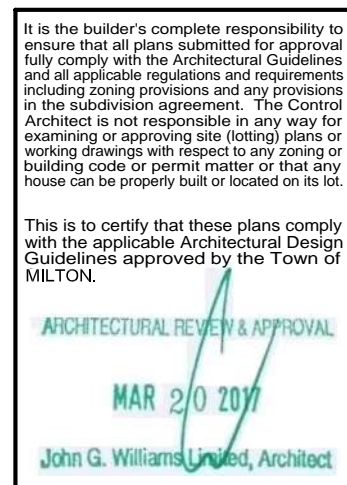 It is the builder's complete responsibility to
ensure that all plans submitted for approval
fully comply with the Architectural Guidelines
and all applicable regulations and requirements
including zoning provisions and any provisions
in the subdivision agreement. The Control
Architect is not responsible in any way for
examining or approving site (lotting) plans or
working drawings with respect to any zoning or
building code or permit matter or that any
house can be properly built or located on its lot.
This is to certify that these plans comply
with the applicable Architectural Design
Guidelines approved by the Town of
MILTON.
ARCHITECTURAL REVIEW & APPROVAL
MAR 20 2017
John G. Williams Limited, Architect